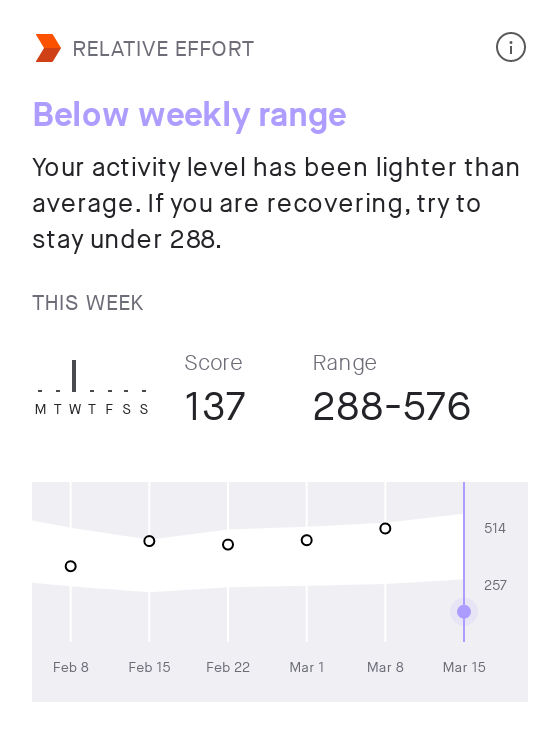 RELATIVE EFFORT
Below weekly range
Your activity level has been lighter than
average. If you are recovering, try to
stay under 288.
THIS WEEK
Score
Range
137
288-576
M T W T F S S
514
257
Feb 8
Feb 15
Feb 22
Mar 1
Mar 8
Mar 15